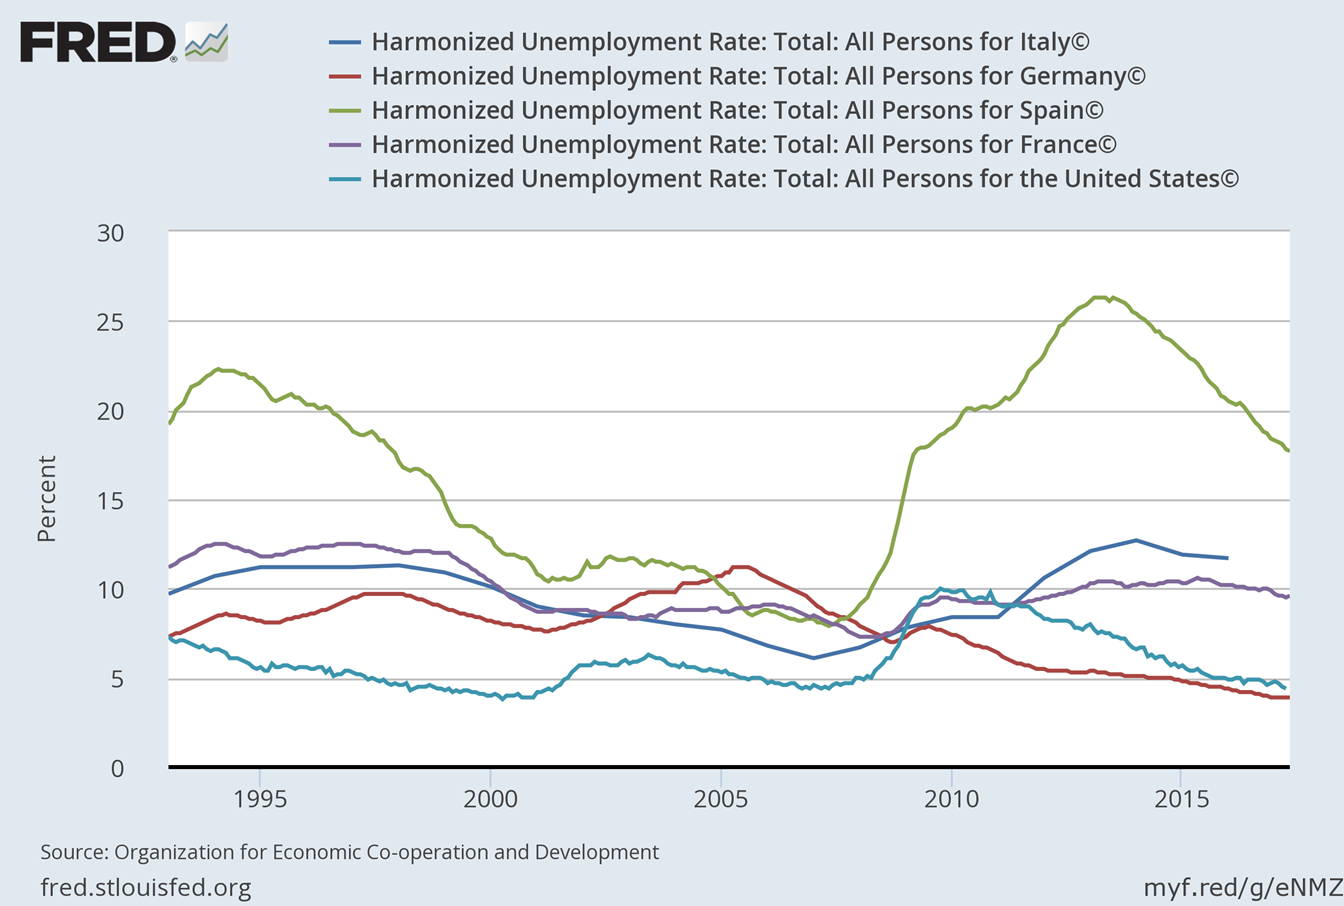 FRED®
Harmonized Unemployment Rate: Total: All Persons for Italy©
Harmonized Unemployment Rate: Total: All Persons for Germany©
Harmonized Unemployment Rate: Total: All Persons for Spain©
Harmonized Unemployment Rate: Total: All Persons for France©
Harmonized Unemployment Rate: Total: All Persons for the United States©
30
25
20
15
10
5
0
Percent
1995 2000 2005 2010 2015
Source: Organization for Economic Co-operation and Development
fred.stlouisfed.org myf.red/g/eNMZ